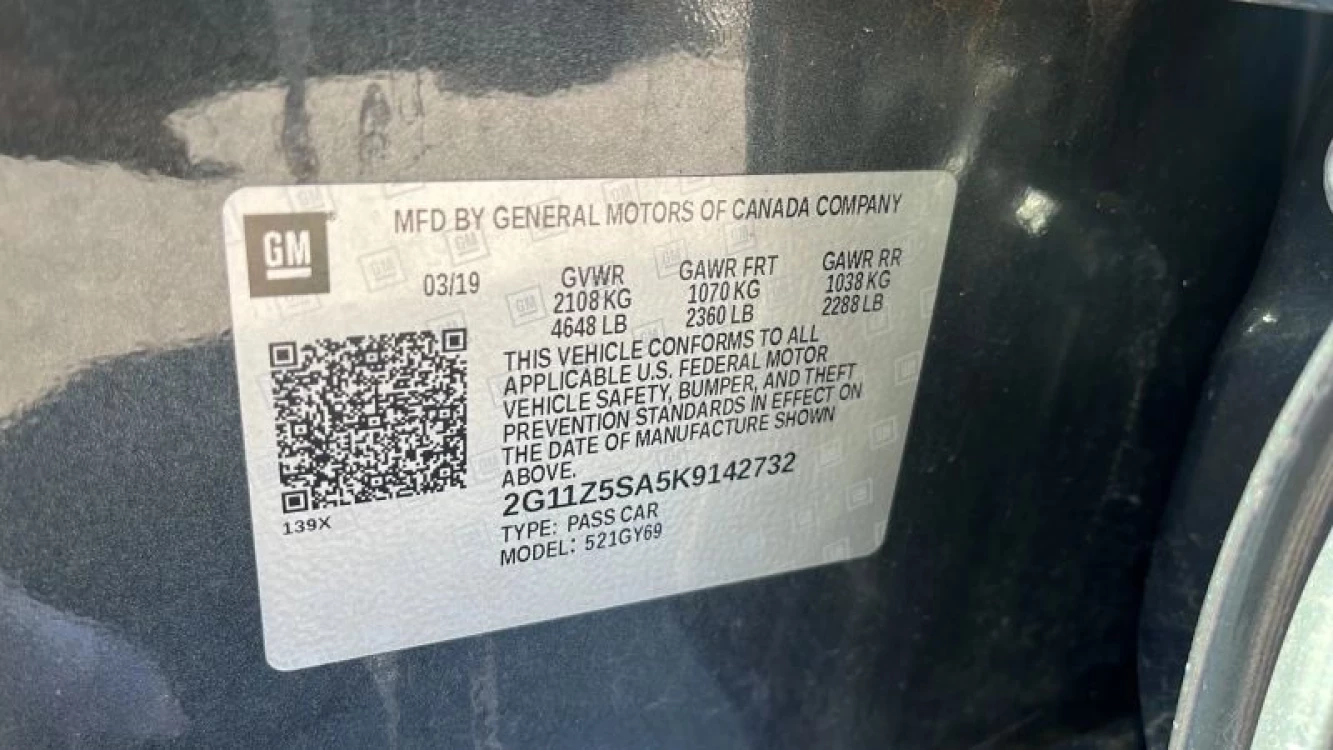 GM
MFD BY GENERAL MOTORS OF CANADA COMPANY
03/19
GVWR
2108 KG
4648 LB
GAWR FRT
1070 KG
2360 LB
GAWR RR
1038 KG
2288 LB
THIS VEHICLE CONFORMS TO ALL
APPLICABLE U.S. FEDERAL MOTOR
VEHICLE SAFETY, BUMPER, AND THEFT
PREVENTION STANDARDS IN EFFECT ON
THE DATE OF MANUFACTURE SHOWN
ABOVE.
2G11Z5SA5K9142732
TYPE: PASS CAR
MODEL: 521GY69
139X